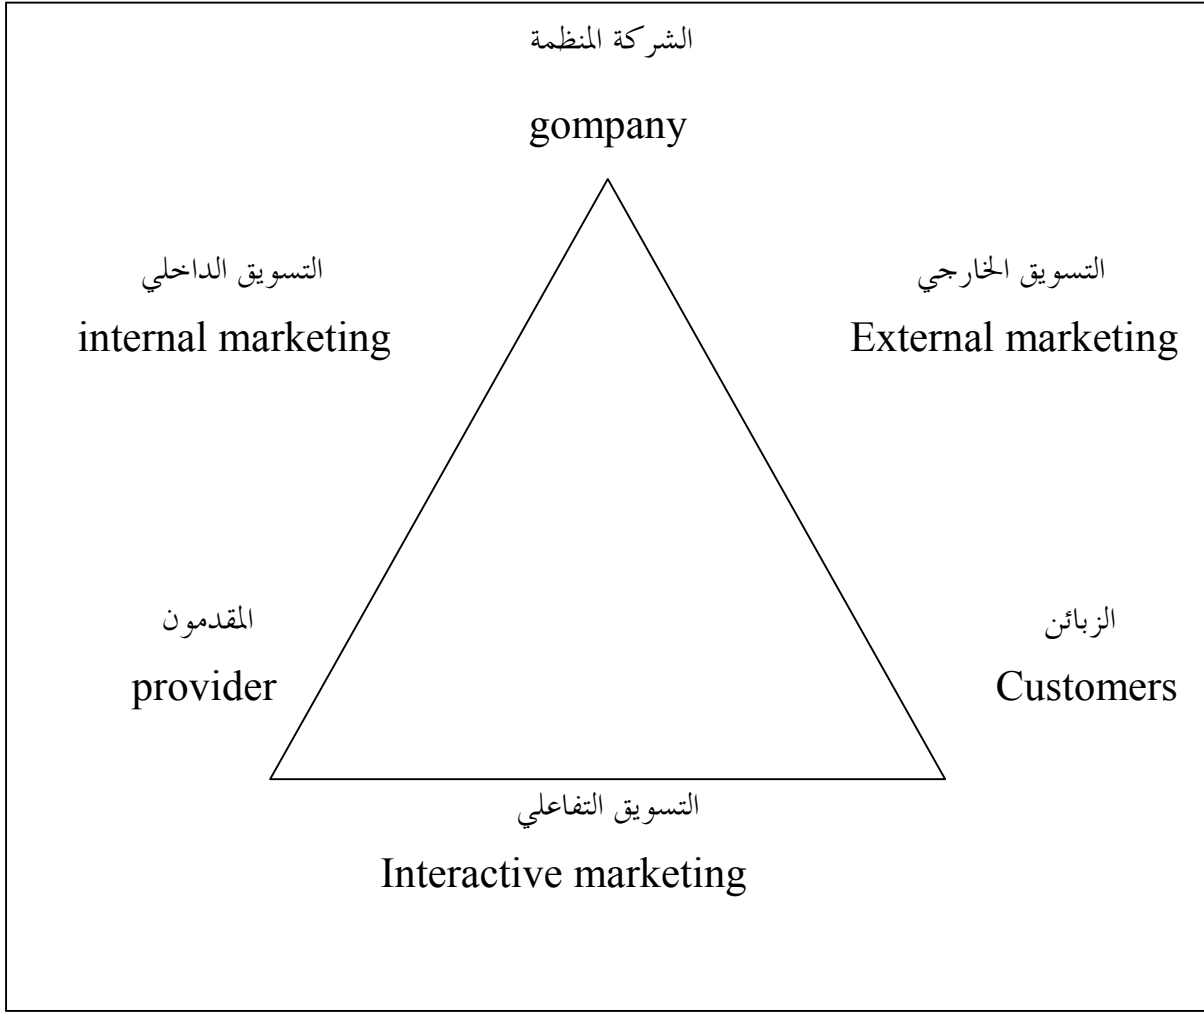 الشركة المنظمة
gompany
التسويق الداخلي
internal marketing
التسويق الخارجي
External marketing
المقدمون
provider
الزبائن
Customers
التسويق التفاعلي
Interactive marketing